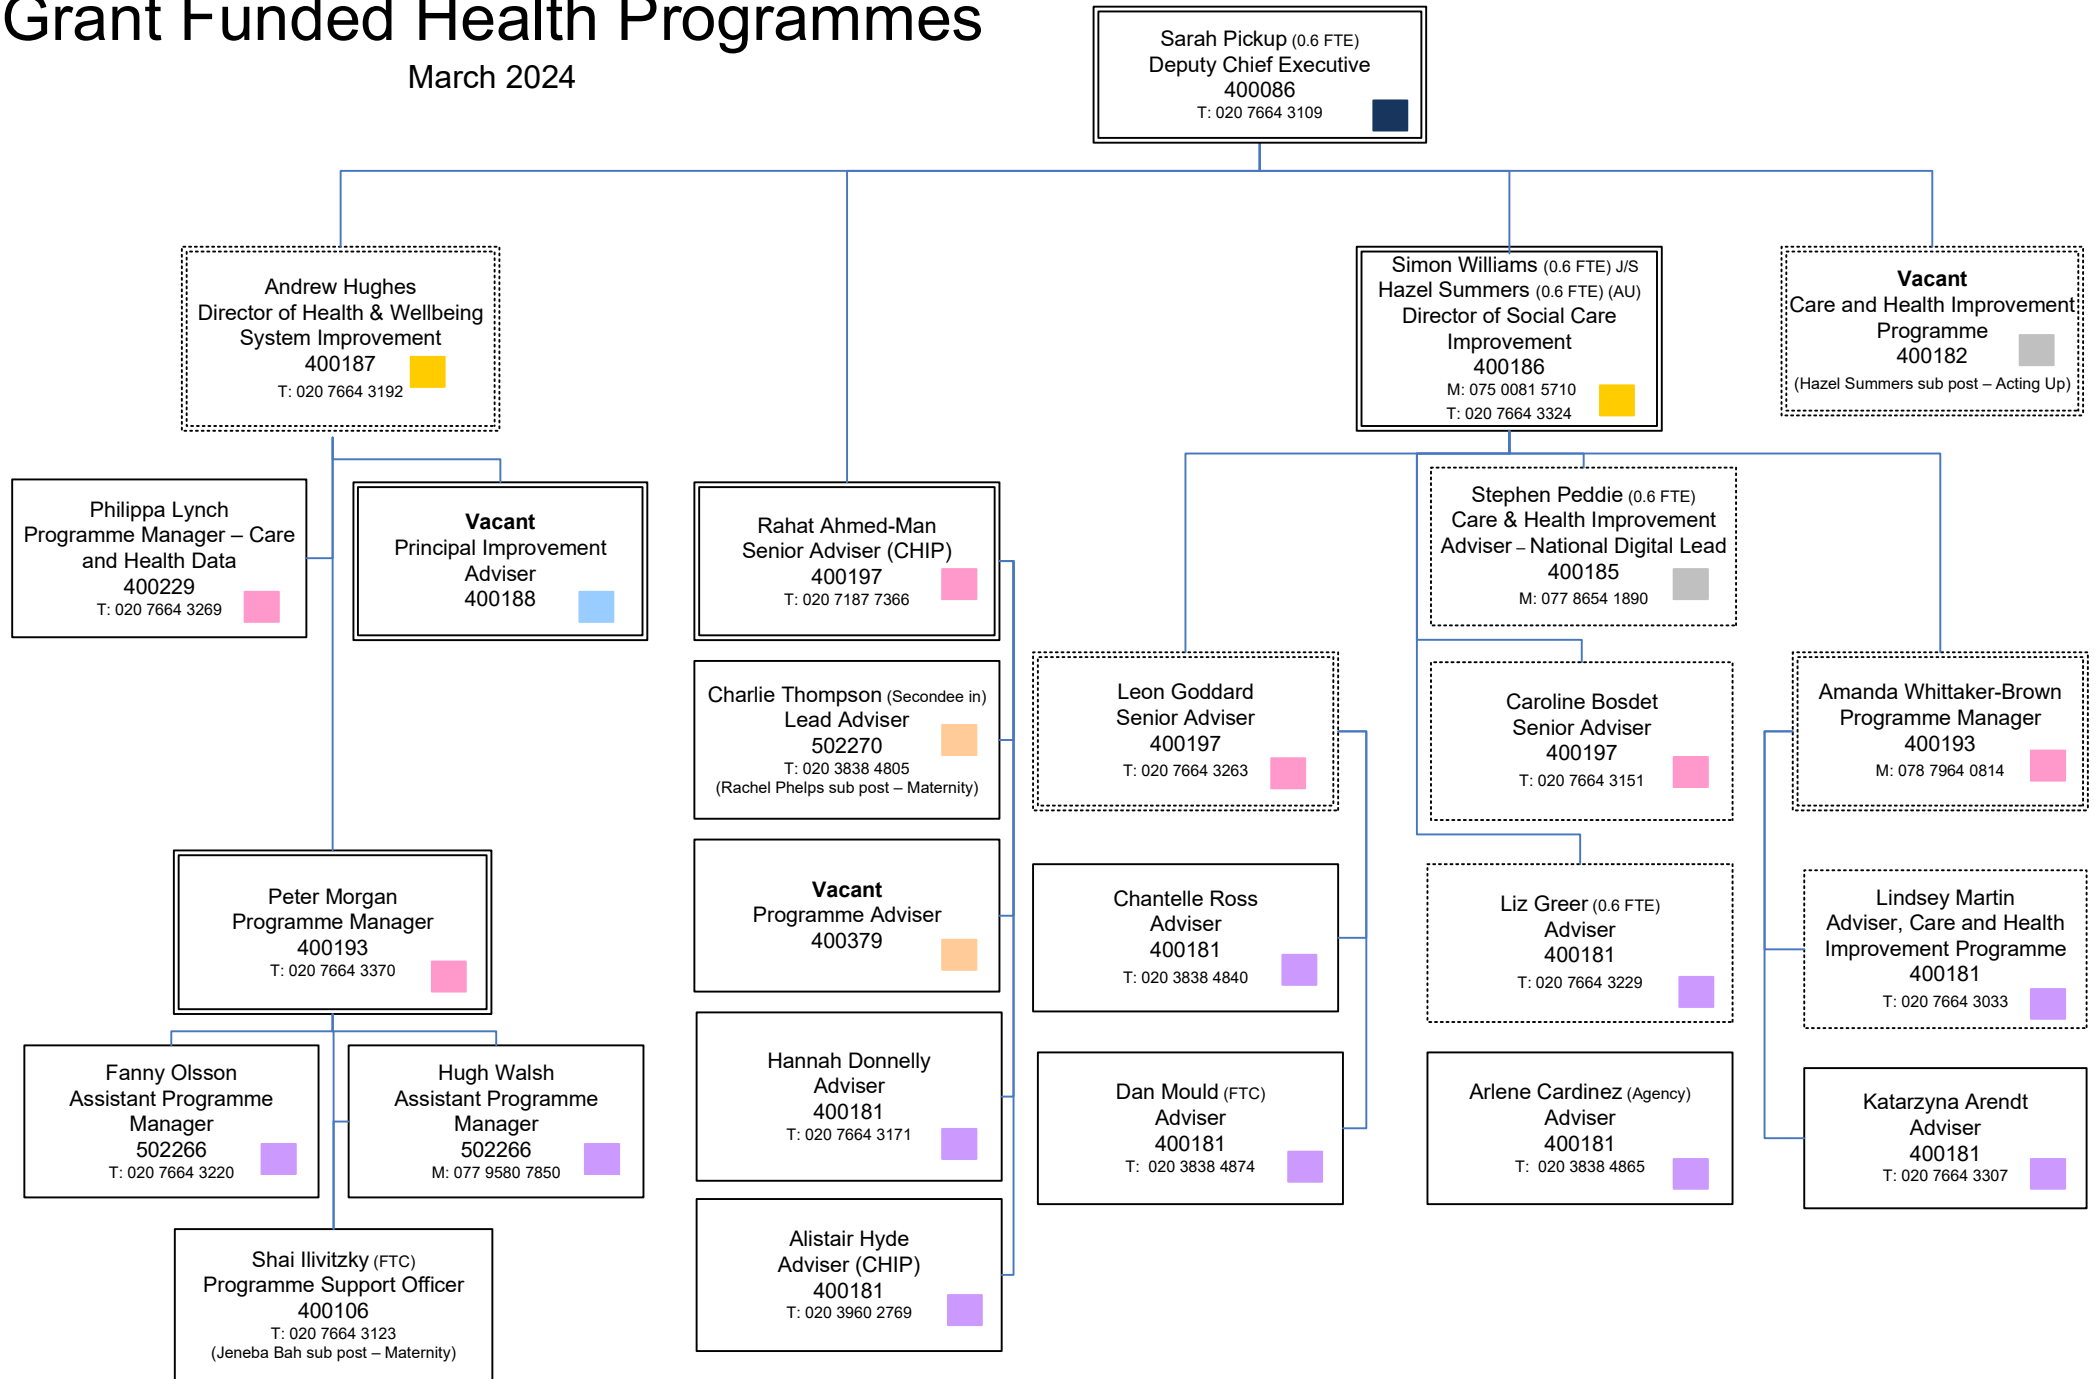 Grant Funded Health Programmes
March 2024
Sarah Pickup (0.6 FTE)
Deputy Chief Executive
400086
T: 020 7664 3109
Andrew Hughes
Director of Health & Wellbeing
System Improvement
400187
T: 020 7664 3192
Simon Williams (0.6 FTE) J/S
Hazel Summers (0.6 FTE) (AU)
Director of Social Care
Improvement
400186
M: 075 0081 5710
T: 020 7664 3324
Vacant
Care and Health Improvement
Programme
400182
(Hazel Summers sub post – Acting Up)
Philippa Lynch
Programme Manager – Care
and Health Data
400229
T: 020 7664 3269
Vacant
Principal Improvement
Adviser
400188
Rahat Ahmed-Man
Senior Adviser (CHIP)
400197
T: 020 7187 7366
Stephen Peddie (0.6 FTE)
Care & Health Improvement
Adviser – National Digital Lead
400185
M: 077 8654 1890
Charlie Thompson (Secondee in)
Lead Adviser
502270
T: 020 3838 4805
(Rachel Phelps sub post – Maternity)
Leon Goddard
Senior Adviser
400197
T: 020 7664 3263
Caroline Bosdet
Senior Adviser
400197
T: 020 7664 3151
Amanda Whittaker-Brown
Programme Manager
400193
M: 078 7964 0814
Peter Morgan
Programme Manager
400193
T: 020 7664 3370
Vacant
Programme Adviser
400379
Chantelle Ross
Adviser
400181
T: 020 3838 4840
Liz Greer (0.6 FTE)
Adviser
400181
T: 020 7664 3229
Lindsey Martin
Adviser, Care and Health
Improvement Programme
400181
T: 020 7664 3033
Fanny Olsson
Assistant Programme
Manager
502266
T: 020 7664 3220
Hugh Walsh
Assistant Programme
Manager
502266
M: 077 9580 7850
Hannah Donnelly
Adviser
400181
T: 020 7664 3171
Dan Mould (FTC)
Adviser
400181
T: 020 3838 4874
Arlene Cardinez (Agency)
Adviser
400181
T: 020 3838 4865
Katarzyna Arendt
Adviser
400181
T: 020 7664 3307
Shai Ilivitzky (FTC)
Programme Support Officer
400106
T: 020 7664 3123
(Jeneba Bah sub post – Maternity)
Alistair Hyde
Adviser (CHIP)
400181
T: 020 3960 2769